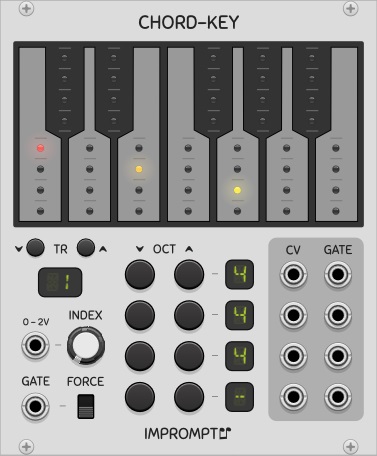 CHORD-KEY
TR
OCT
4
1
0-2V
INDEX
4
GATE
FORCE
4
--
CV GATE
IMPROMPT